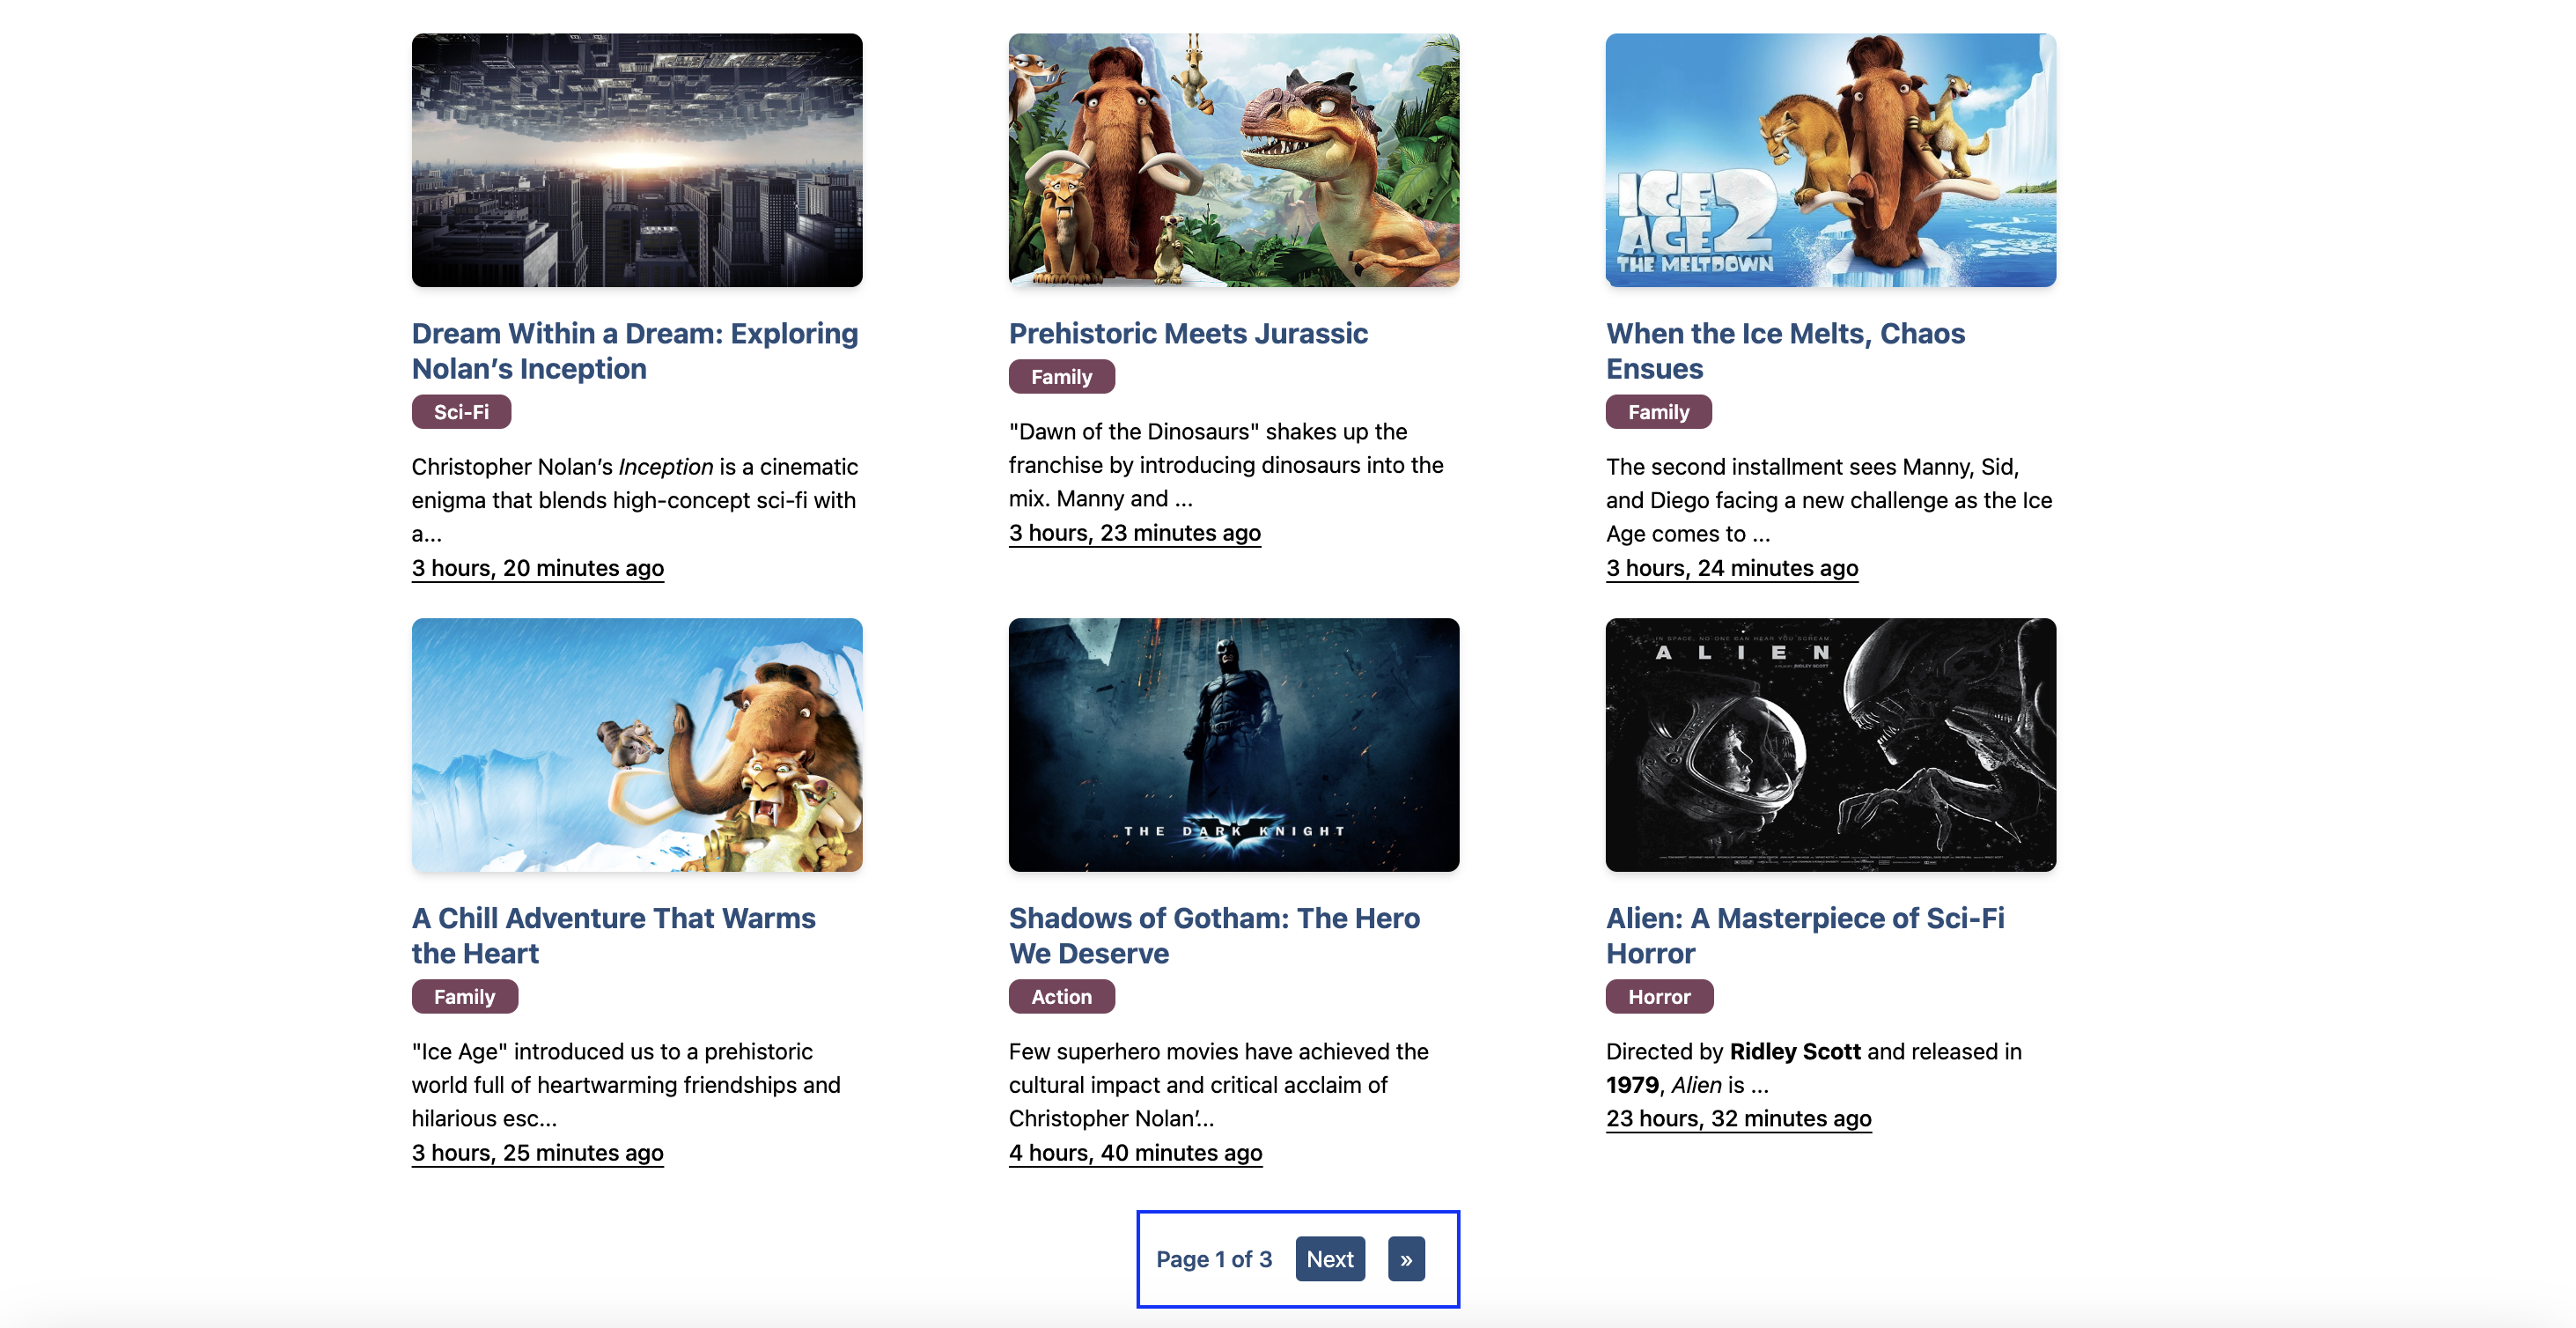 ICE
AGE 2
THE MELTDOWN
Dream Within a Dream: Exploring
Nolan’s Inception
Sci-Fi
Christopher Nolan’s Inception is a cinematic
enigma that blends high-concept sci-fi with
a...
3 hours, 20 minutes ago
Prehistoric Meets Jurassic
Family
"Dawn of the Dinosaurs" shakes up the
franchise by introducing dinosaurs into the
mix. Manny and ...
3 hours, 23 minutes ago
When the Ice Melts, Chaos
Ensues
Family
The second installment sees Manny, Sid,
and Diego facing a new challenge as the Ice
Age comes to ...
3 hours, 24 minutes ago
THE DARK KNIGHT
IN SPACE, NO ONE CAN HEAR YOU SCREAM.
ALIEN
A Chill Adventure That Warms
the Heart
Family
"Ice Age" introduced us to a prehistoric
world full of heartwarming friendships and
hilarious esc...
3 hours, 25 minutes ago
Shadows of Gotham: The Hero
We Deserve
Action
Few superhero movies have achieved the
cultural impact and critical acclaim of
Christopher Nolan’...
4 hours, 40 minutes ago
Alien: A Masterpiece of Sci-Fi
Horror
Horror
Directed by Ridley Scott and released in
1979, Alien is ...
23 hours, 32 minutes ago
Page 1 of 3 Next »